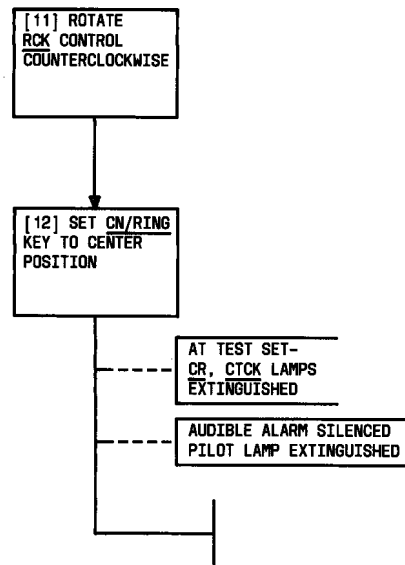 [11] ROTATE
RCK CONTROL
COUNTERCLOCKWISE
[12] SET CN/RING
KEY TO CENTER
POSITION
AT TEST SET-
CR, CTCK LAMPS
EXTINGUISHED
AUDIBLE ALARM SILENCED
PILOT LAMP EXTINGUISHED